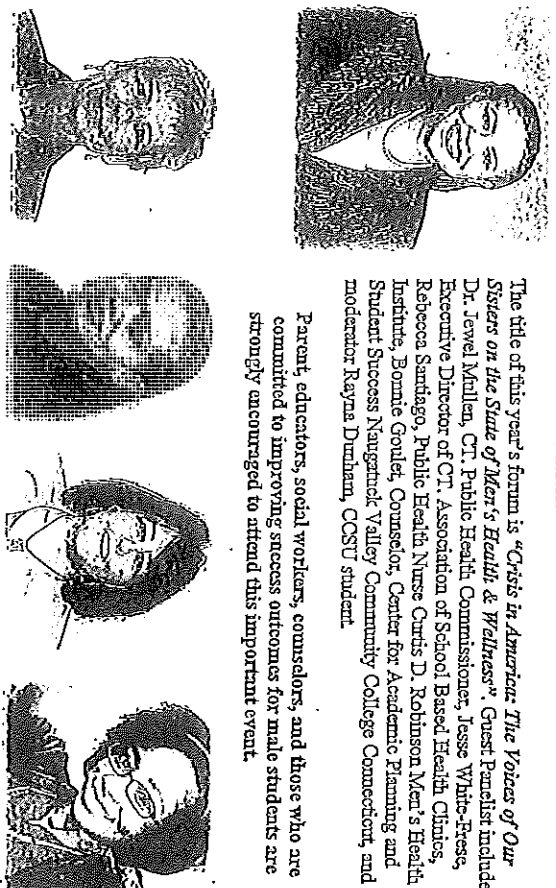 The title of this year's forum is "Crisis in America: The Voices of Our
Sisters on the State of Men's Health & Wellness". Guest Panelist include
Dr. Jewel Mullen, CT. Public Health Commissioner, Jesse White-Frese,
Executive Director of CT. Association of School Based Health Clinics,
Rebecca Santiago, Public Health Nurse Curtis D. Robinson Men's Health
Institute, Bonnie Goulet, Counselor, Center for Academic Planning and
Student Success Naugatuck Valley Community College Connecticut, and
moderator Rayna Dunham, CCSU student.
Parent, educators, social workers, counselors, and those who are
committed to improving success outcomes for male students are
strongly encouraged to attend this important event.